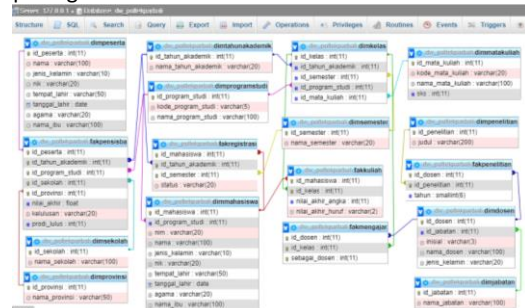 Structure SQL Search Query Export Import Operations Privileges Routines Events Triggers
dimpeserta
id_peserta : int(11)
nama : varchar(100)
jenis_kelamin : varchar(10)
nik : varchar(20)
tempat_lahir : varchar(50)
tanggal_lahir : date
agama : varchar(20)
nama_ibu : varchar(100)
dimtahunakademik
id_tahun_akademik : int(11)
nama_tahun_akademik : varchar(20)
dimkelas
id_kelas : int(11)
id_tahun_akademik : int(11)
id_semester : int(11)
id_program_studi : int(11)
id_mata_kuliah : int(11)
dimmatakuliah
id_mata_kuliah : int(11)
kode_mata_kuliah : varchar(20)
nama_mata_kuliah : varchar(100)
sks : int(11)
dimprogramstudi
id_program_studi : int(11)
kode_program_studi : varchar(5)
nama_program_studi : varchar(100)
id_peserta : int(11)
id_tahun_akademik : int(11)
id_program_studi : int(11)
id_sekolah : int(11)
id_provinsi : int(11)
nilai_akhir : float
kelulusan : varchar(20)
prodi_lulus : int(11)
fakregistrasi
id_mahasiswa : int(11)
id_tahun_akademik : int(11)
id_semester : int(11)
status : varchar(20)
dimsemester
id_semester : int(11)
nama_semester : varchar(20)
dimpenelitian
id_penelitian : int(11)
judul : varchar(200)
fakkuliah
id_mahasiswa : int(11)
id_kelas : int(11)
nilai_akhir_angka : int(11)
nilai_akhir_huruf : varchar(2)
fakpenelitian
id_dosen : int(11)
id_penelitian : int(11)
tahun : smallint(6)
dimmahasiswa
id_mahasiswa : int(11)
id_program_studi : int(11)
nim : varchar(20)
nama : varchar(100)
jenis_kelamin : varchar(10)
nik : varchar(20)
tempat_lahir : varchar(50)
tanggal_lahir : date
agama : varchar(20)
nama_ibu : varchar(100)
dimsekolah
id_sekolah : int(11)
nama_sekolah : varchar(100)
fakmengajar
id_dosen : int(11)
id_kelas : int(11)
sebagai_dosen : int(11)
dimdosen
id_dosen : int(11)
id_jabatan : int(11)
inisial : varchar(3)
nama_dosen : varchar(100)
jenis_kelamin : varchar(20)
dimprovinsi
id_provinsi : int(11)
nama_provinsi : varchar(50)
dimjabatan
id_jabatan : int(11)
nama_jabatan : varchar(100)